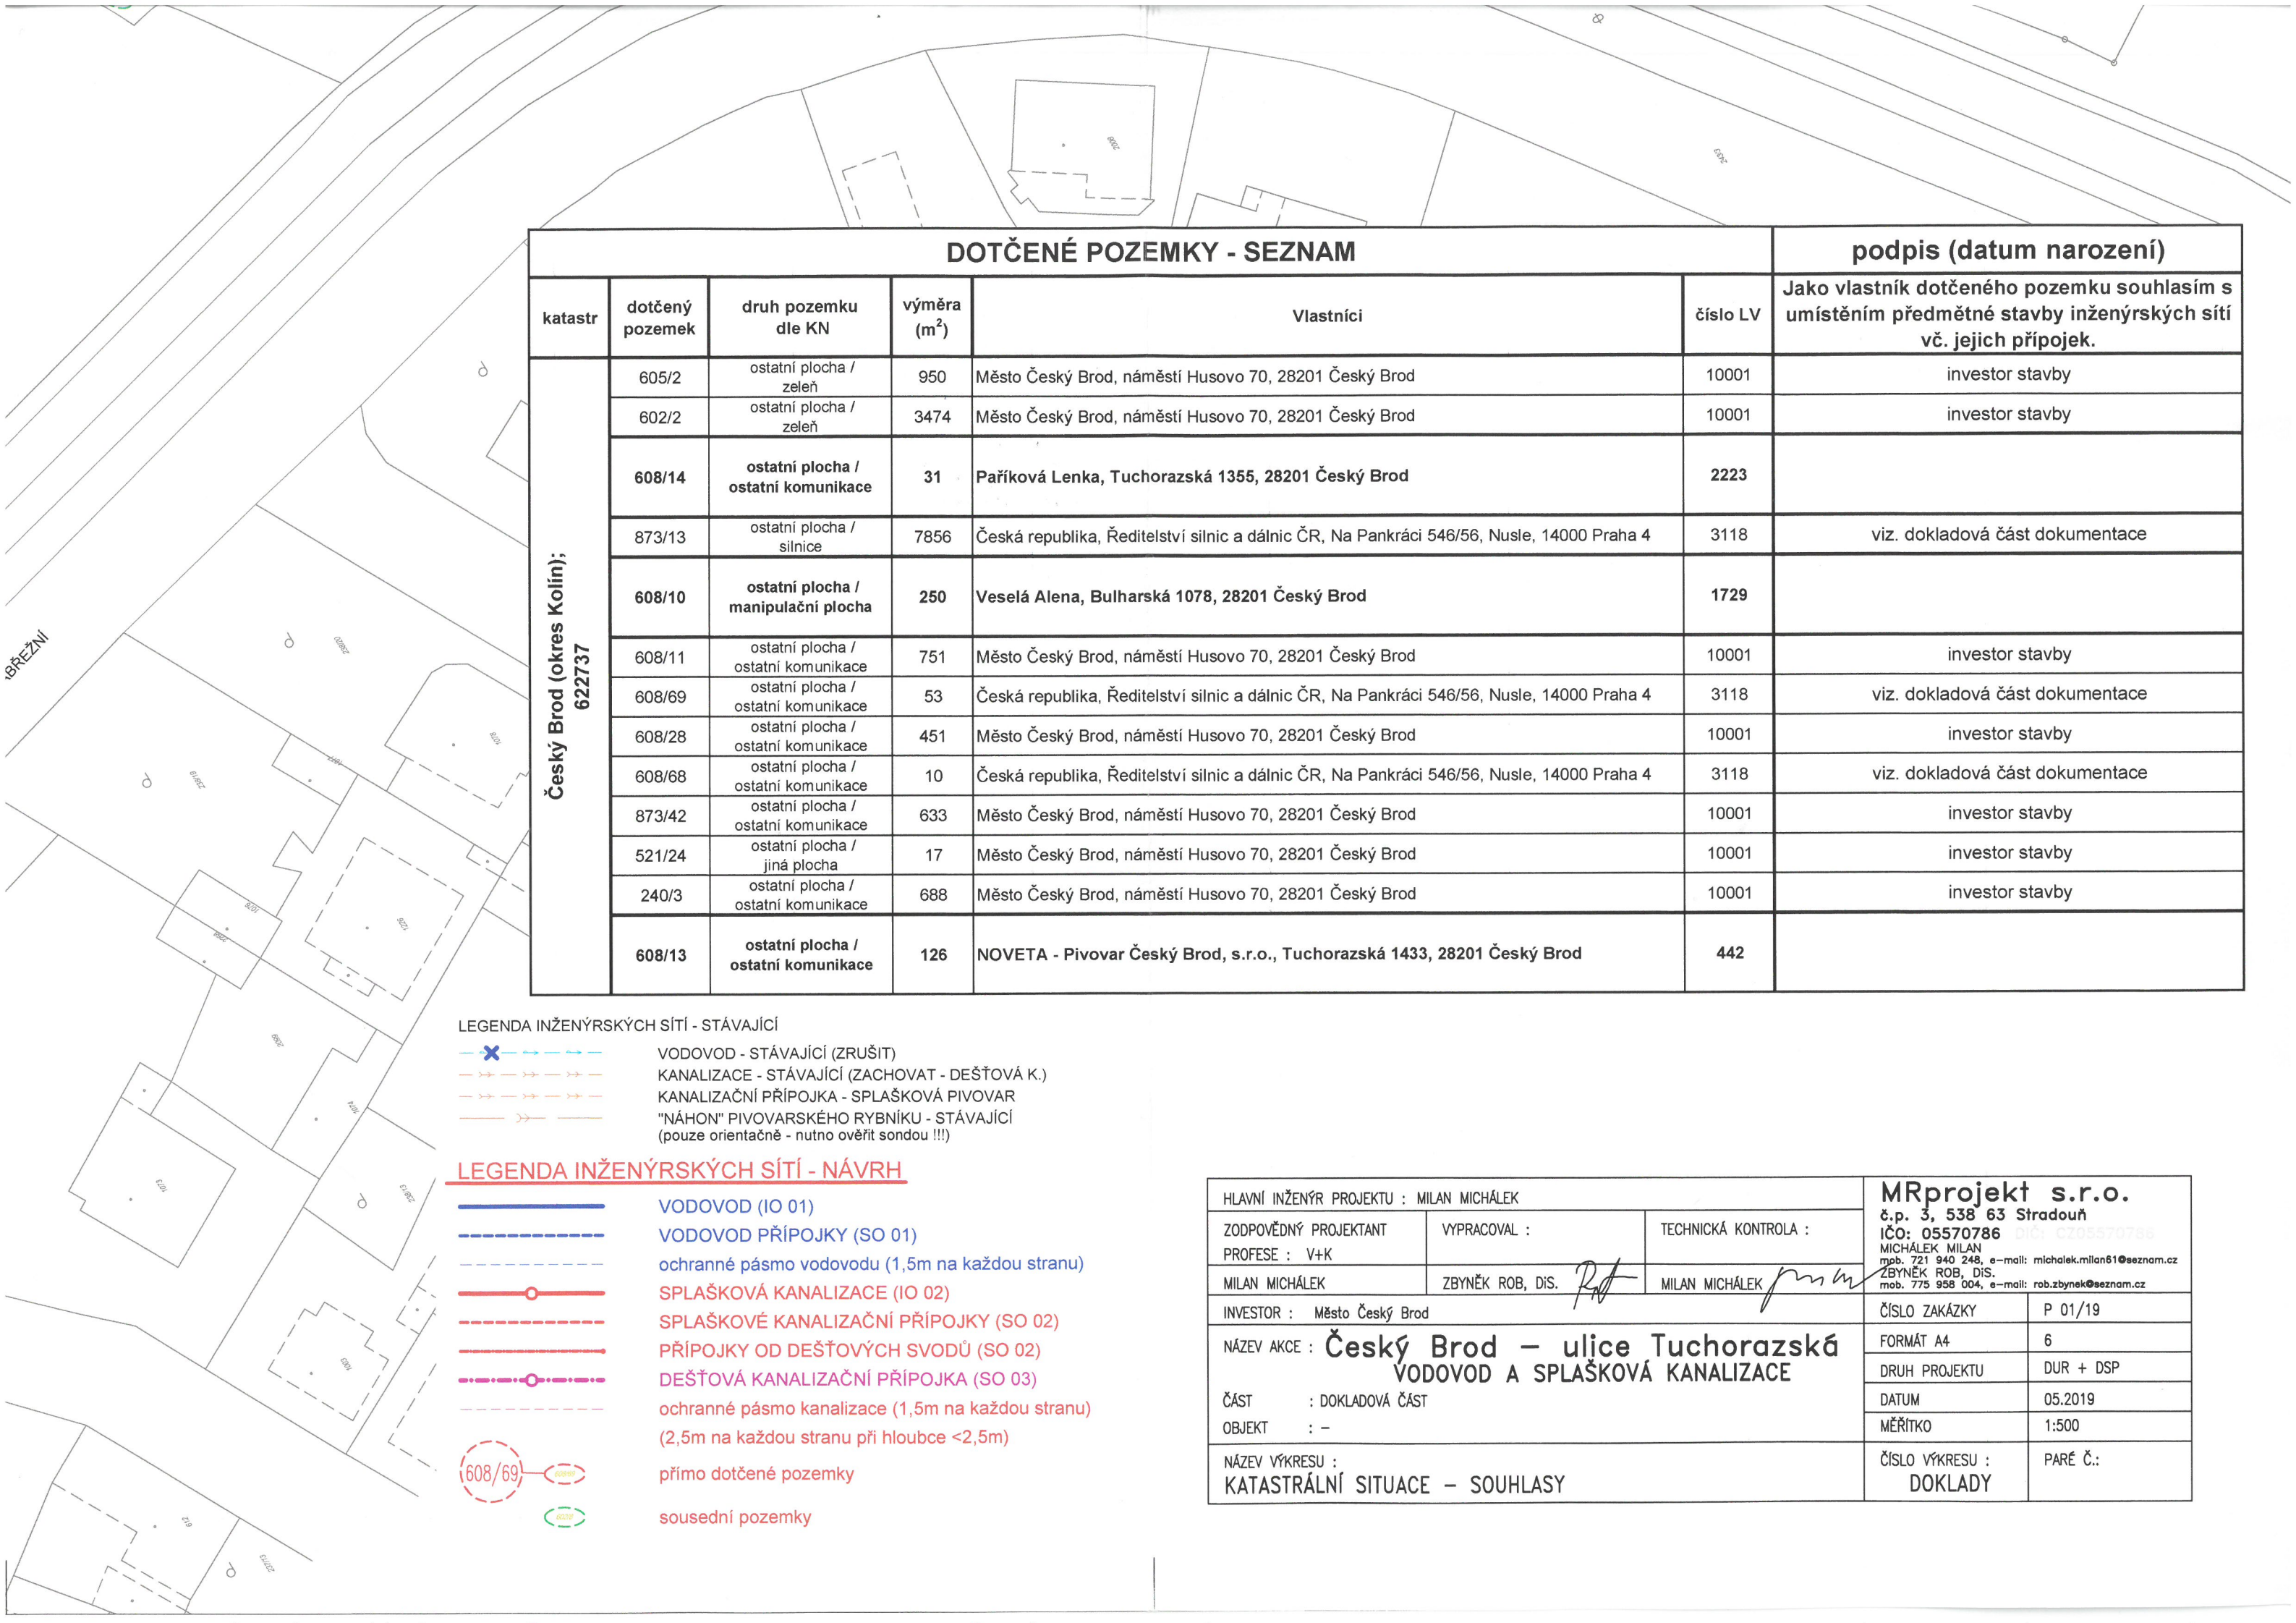 DOTČENÉ POZEMKY - SEZNAM
podpis (datum narození)
katastr
dotčený pozemek
druh pozemku dle KN
výměra (m²)
Vlastníci
číslo LV
Jako vlastník dotčeného pozemku souhlasím s
umístěním předmětné stavby inženýrských sítí
vč. jejich přípojek.
Český Brod (okres Kolín);
622737
605/2 ostatní plocha / zeleň 950 Město Český Brod, náměstí Husovo 70, 28201 Český Brod 10001 investor stavby
602/2 ostatní plocha / zeleň 3474 Město Český Brod, náměstí Husovo 70, 28201 Český Brod 10001 investor stavby
608/14 ostatní plocha / ostatní komunikace 31 Paříková Lenka, Tuchorazská 1355, 28201 Český Brod 2223
873/13 ostatní plocha / silnice 7856 Česká republika, Ředitelství silnic a dálnic ČR, Na Pankráci 546/56, Nusle, 14000 Praha 4 3118 viz. dokladová část dokumentace
608/10 ostatní plocha / manipulační plocha 250 Veselá Alena, Bulharská 1078, 28201 Český Brod 1729
608/11 ostatní plocha / ostatní komunikace 751 Město Český Brod, náměstí Husovo 70, 28201 Český Brod 10001 investor stavby
608/69 ostatní plocha / ostatní komunikace 53 Česká republika, Ředitelství silnic a dálnic ČR, Na Pankráci 546/56, Nusle, 14000 Praha 4 3118 viz. dokladová část dokumentace
608/28 ostatní plocha / ostatní komunikace 451 Město Český Brod, náměstí Husovo 70, 28201 Český Brod 10001 investor stavby
608/68 ostatní plocha / ostatní komunikace 10 Česká republika, Ředitelství silnic a dálnic ČR, Na Pankráci 546/56, Nusle, 14000 Praha 4 3118 viz. dokladová část dokumentace
873/42 ostatní plocha / ostatní komunikace 633 Město Český Brod, náměstí Husovo 70, 28201 Český Brod 10001 investor stavby
521/24 ostatní plocha / jiná plocha 17 Město Český Brod, náměstí Husovo 70, 28201 Český Brod 10001 investor stavby
240/3 ostatní plocha / ostatní komunikace 688 Město Český Brod, náměstí Husovo 70, 28201 Český Brod 10001 investor stavby
608/13 ostatní plocha / ostatní komunikace 126 NOVETA - Pivovar Český Brod, s.r.o., Tuchorazská 1433, 28201 Český Brod 442
LEGENDA INŽENÝRSKÝCH SÍTÍ - STÁVAJÍCÍ
VODOVOD - STÁVAJÍCÍ (ZRUŠIT)
KANALIZACE - STÁVAJÍCÍ (ZACHOVAT - DEŠŤOVÁ K.)
KANALIZAČNÍ PŘÍPOJKA - SPLAŠKOVÁ PIVOVAR
"NÁHON" PIVOVARSKÉHO RYBNÍKU - STÁVAJÍCÍ
(pouze orientačně - nutno ověřit sondou !!!)
LEGENDA INŽENÝRSKÝCH SÍTÍ - NÁVRH
VODOVOD (IO 01)
VODOVOD PŘÍPOJKY (SO 01)
ochranné pásmo vodovodu (1,5m na každou stranu)
SPLAŠKOVÁ KANALIZACE (IO 02)
SPLAŠKOVÉ KANALIZAČNÍ PŘÍPOJKY (SO 02)
PŘÍPOJKY OD DEŠŤOVÝCH SVODŮ (SO 02)
DEŠŤOVÁ KANALIZAČNÍ PŘÍPOJKA (SO 03)
ochranné pásmo kanalizace (1,5m na každou stranu)
(2,5m na každou stranu při hloubce <2,5m)
608/69 přímo dotčené pozemky
sousední pozemky
HLAVNÍ INŽENÝR PROJEKTU : MILAN MICHÁLEK
ZODPOVĚDNÝ PROJEKTANT
PROFESE : V+K
VYPRACOVAL :
TECHNICKÁ KONTROLA :
MILAN MICHÁLEK
ZBYNĚK ROB, DiS.
MILAN MICHÁLEK
INVESTOR : Město Český Brod
NÁZEV AKCE : Český Brod – ulice Tuchorazská
VODOVOD A SPLAŠKOVÁ KANALIZACE
ČÁST : DOKLADOVÁ ČÁST
OBJEKT : –
NÁZEV VÝKRESU :
KATASTRÁLNÍ SITUACE – SOUHLASY
MRprojekt s.r.o.
č.p. 3, 538 63 Stradouň
IČO: 05570786 DIČ: CZ05570786
MICHÁLEK MILAN
mob. 721 940 248, e-mail: michalek.milan61@seznam.cz
ZBYNĚK ROB, DiS.
mob. 775 958 004, e-mail: rob.zbynek@seznam.cz
ČÍSLO ZAKÁZKY P 01/19
FORMÁT A4 6
DRUH PROJEKTU DUR + DSP
DATUM 05.2019
MĚŘÍTKO 1:500
ČÍSLO VÝKRESU :
DOKLADY
PARÉ Č.:
ABŘEŽNÍ
2008
2433
238/20
1078
1077
238/19
1226
1075
2099
1074
1073
238/13
1003
612
237/13